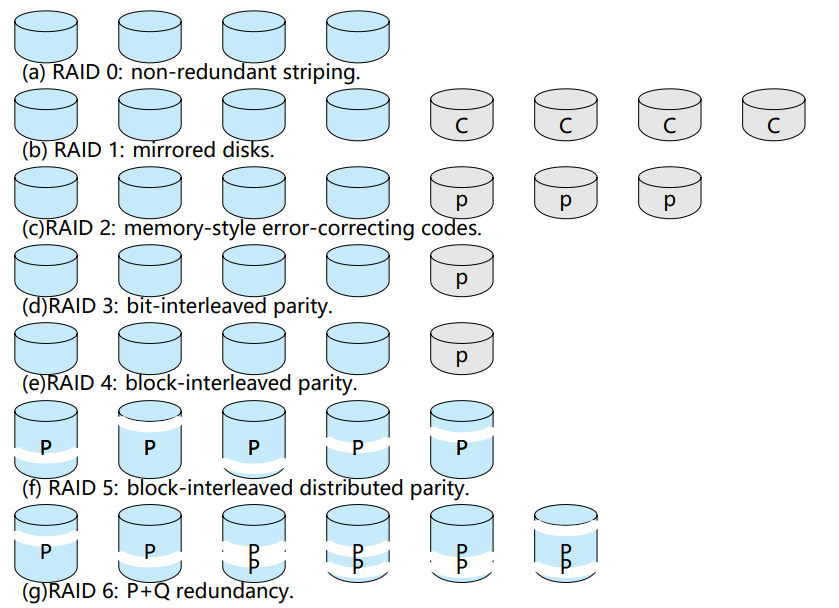 (a) RAID 0: non-redundant striping.
C C C C
(b) RAID 1: mirrored disks.
p p p
(c)RAID 2: memory-style error-correcting codes.
p
(d)RAID 3: bit-interleaved parity.
p
(e)RAID 4: block-interleaved parity.
P P P P P
(f) RAID 5: block-interleaved distributed parity.
P P P P P P
P P P P
(g)RAID 6: P+Q redundancy.